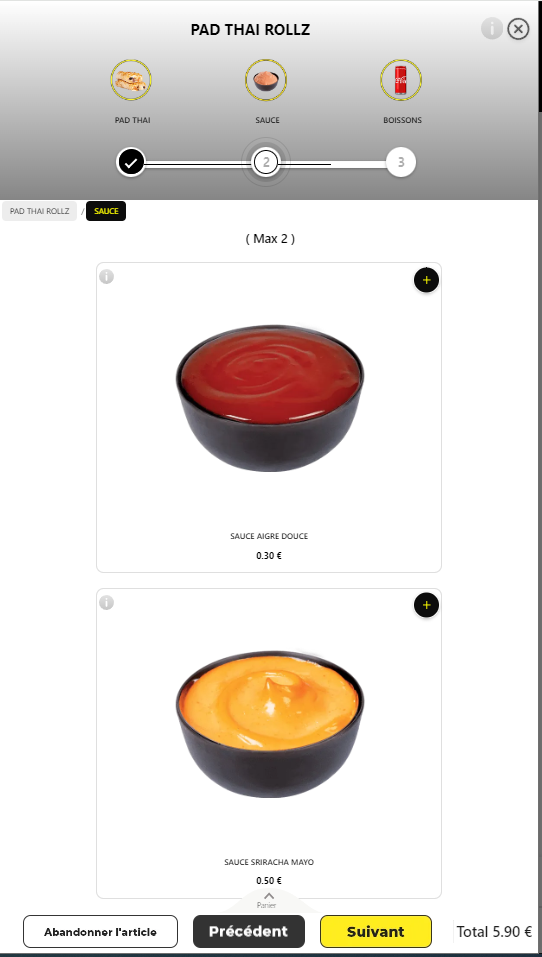 PAD THAI ROLLZ
i
PAD THAI
SAUCE
BOISSONS
2
3
PAD THAI ROLLZ / SAUCE
( Max 2 )
i
+
SAUCE AIGRE DOUCE
0.30 €
i
+
SAUCE SRIRACHA MAYO
0.50 €
Panier
Abandonner l'article
Précédent
Suivant
Total 5.90 €